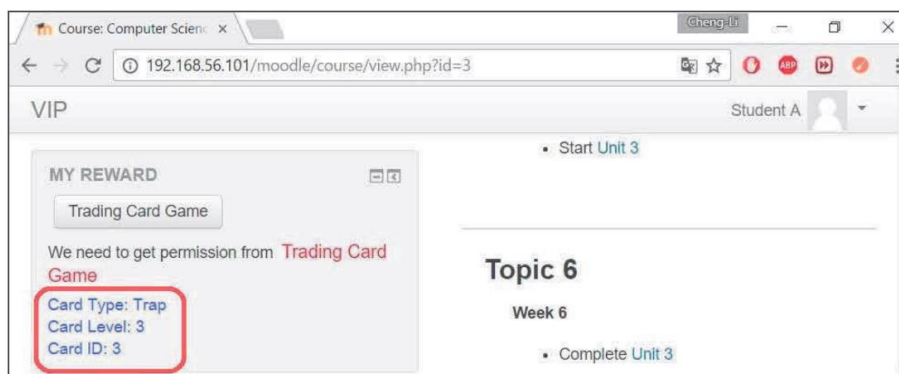 Course: Computer Scienc
Cheng-Li
192.168.56.101/moodle/course/view.php?id=3
ABP
VIP
Student A
MY REWARD
Trading Card Game
We need to get permission from Trading Card
Game
Card Type: Trap
Card Level: 3
Card ID: 3
• Start Unit 3
Topic 6
Week 6
• Complete Unit 3